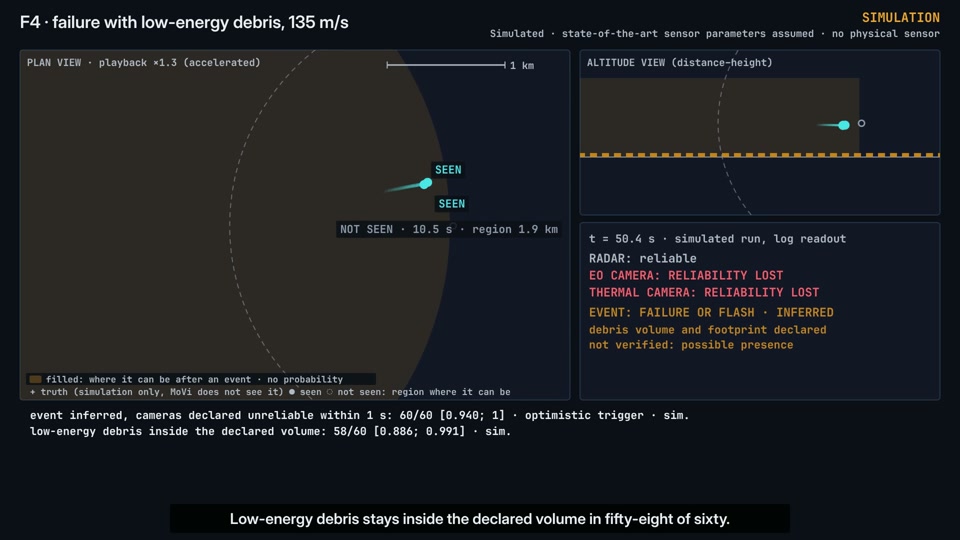 F4 · failure with low-energy debris, 135 m/s
SIMULATION
Simulated · state-of-the-art sensor parameters assumed · no physical sensor
PLAN VIEW · playback ×1.3 (accelerated)
1 km
SEEN
SEEN
NOT SEEN · 10.5 s · region 1.9 km
filled: where it can be after an event · no probability
+ truth (simulation only, MoVi does not see it) ● seen ○ not seen: region where it can be
ALTITUDE VIEW (distance-height)
t = 50.4 s · simulated run, log readout
RADAR: reliable
EO CAMERA: RELIABILITY LOST
THERMAL CAMERA: RELIABILITY LOST
EVENT: FAILURE OR FLASH · INFERRED
debris volume and footprint declared
not verified: possible presence
event inferred, cameras declared unreliable within 1 s: 60/60 [0.940; 1] · optimistic trigger · sim.
low-energy debris inside the declared volume: 58/60 [0.886; 0.991] · sim.
Low-energy debris stays inside the declared volume in fifty-eight of sixty.